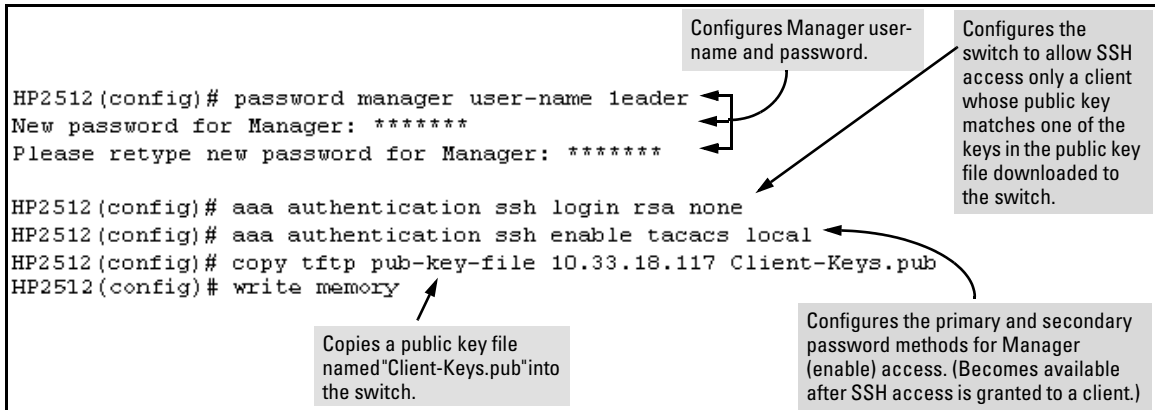 Configures Manager user-
name and password.
Configures the
switch to allow SSH
access only a client
whose public key
matches one of the
keys in the public key
file downloaded to
the switch.
HP2512(config)# password manager user-name 1eader
New password for Manager: *******
Please retype new password for Manager: *******
HP2512(config)# aaa authentication ssh login rsa none
HP2512(config)# aaa authentication ssh enable tacacs local
HP2512(config)# copy tftp pub-key-file 10.33.18.117 Client-Keys.pub
HP2512(config)# write memory
Copies a public key file
named"Client-Keys.pub"into
the switch.
Configures the primary and secondary
password methods for Manager
(enable) access. (Becomes available
after SSH access is granted to a client.)